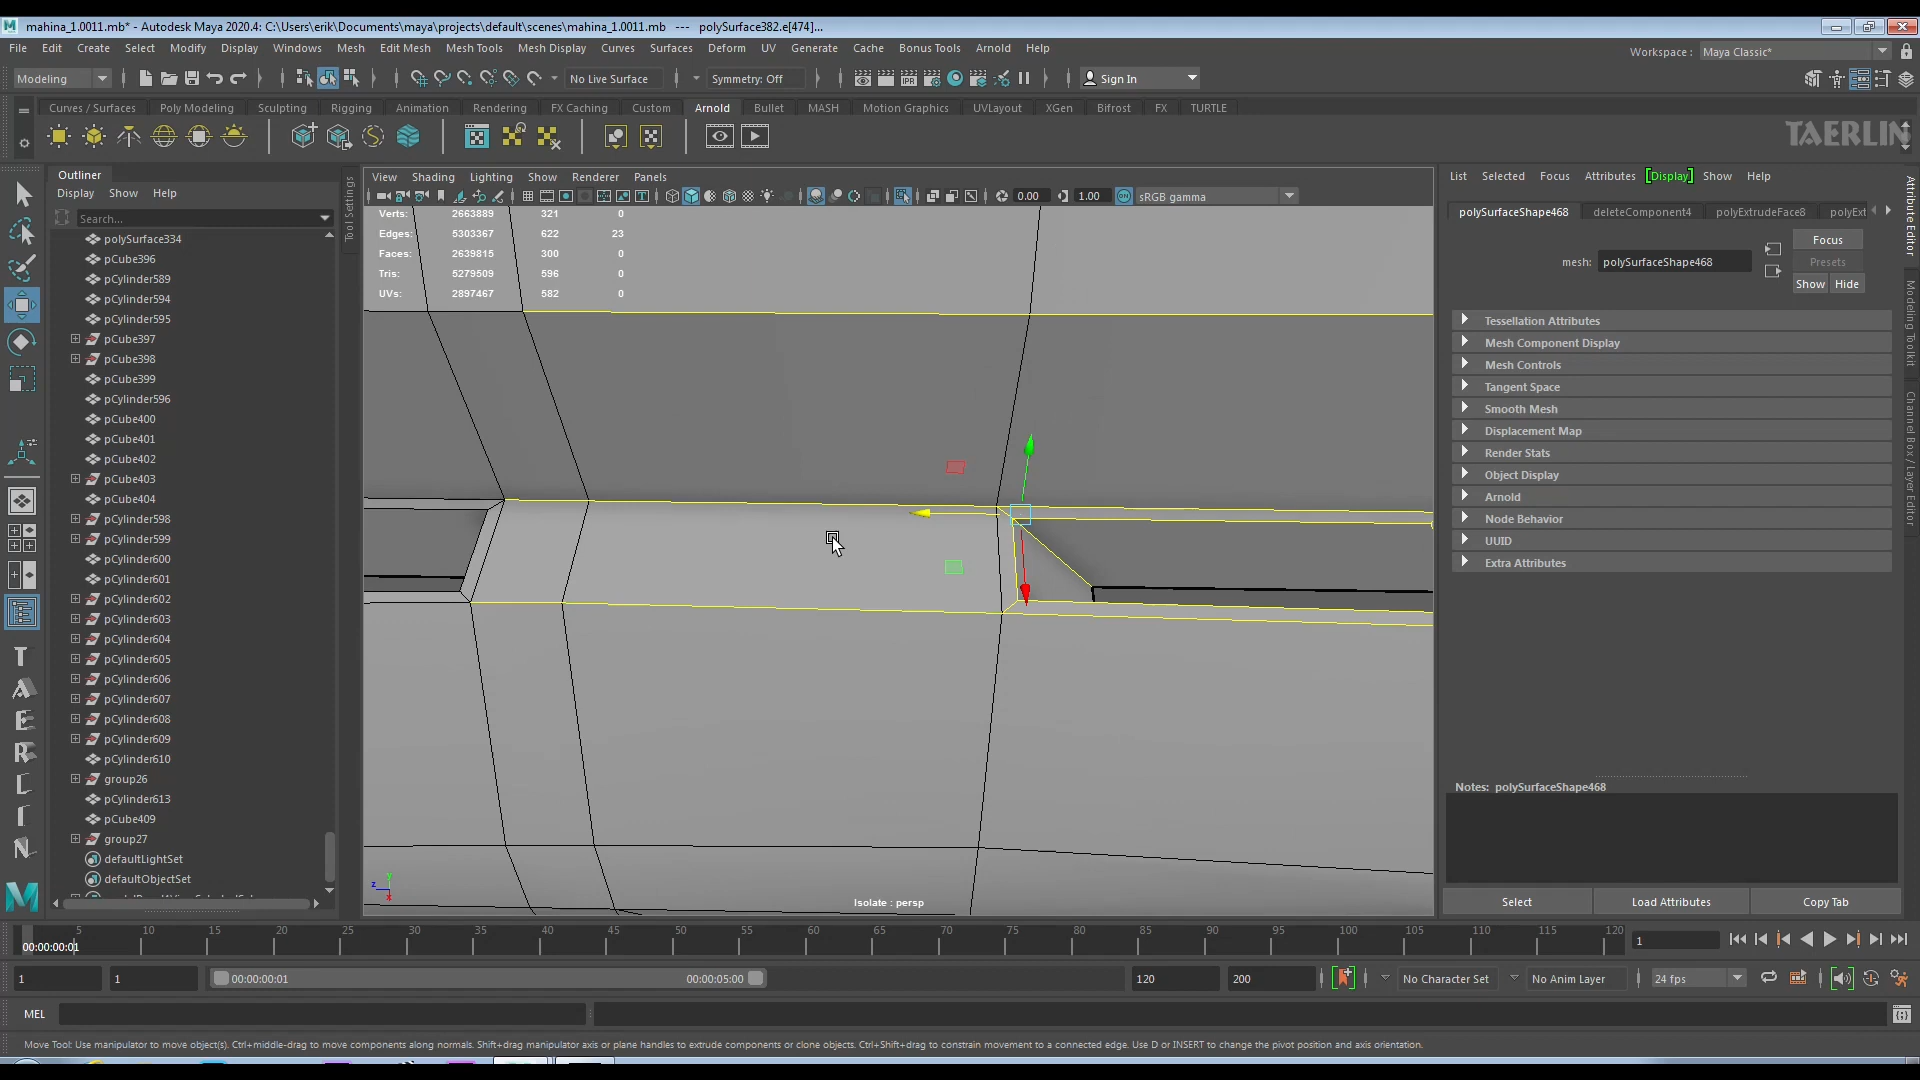 mahina_1.0011.mb* - Autodesk Maya 2020.4: C:\Users\erik\Documents\maya\projects\default\scenes\mahina_1.0011.mb --- polySurface382.e[474]...
File Edit Create Select Modify Display Windows Mesh Edit Mesh Mesh Tools Mesh Display Curves Surfaces Deform UV Generate Cache Bonus Tools Arnold Help
Workspace : Maya Classic*
Modeling No Live Surface Symmetry: Off Sign In
Curves / Surfaces Poly Modeling Sculpting Rigging Animation Rendering FX Caching Custom Arnold Bullet MASH Motion Graphics UVLayout XGen Bifrost FX TURTLE
IPR
TAERLIN
Outliner
Display Show Help
Search...
polySurface334
pCube396
pCylinder589
pCylinder594
pCylinder595
pCube397
pCube398
pCube399
pCylinder596
pCube400
pCube401
pCube402
pCube403
pCube404
pCylinder598
pCylinder599
pCylinder600
pCylinder601
pCylinder602
pCylinder603
pCylinder604
pCylinder605
pCylinder606
pCylinder607
pCylinder608
pCylinder609
pCylinder610
group26
pCylinder613
pCube409
group27
defaultLightSet
defaultObjectSet
Tool Settings
View Shading Lighting Show Renderer Panels
0.00 1.00 ON sRGB gamma
Verts: 2663889 321 0
Edges: 5303367 622 23
Faces: 2639815 300 0
Tris: 5279509 596 0
UVs: 2897467 582 0
z y x
Isolate : persp
List Selected Focus Attributes [Display] Show Help
polySurfaceShape468 deleteComponent4 polyExtrudeFace8 polyExt
Focus
mesh: polySurfaceShape468
Presets
Show Hide
Tessellation Attributes
Mesh Component Display
Mesh Controls
Tangent Space
Smooth Mesh
Displacement Map
Render Stats
Object Display
Arnold
Node Behavior
UUID
Extra Attributes
Notes: polySurfaceShape468
Select Load Attributes Copy Tab
Attribute Editor
Modeling Toolkit
Channel Box / Layer Editor
5 10 15 20 25 30 35 40 45 50 55 60 65 70 75 80 85 90 95 100 105 110 115 120
00:00:00:01
1
1 1 00:00:00:01 00:00:05:00 120 200 No Character Set No Anim Layer 24 fps
MEL
Move Tool: Use manipulator to move object(s). Ctrl+middle-drag to move components along normals. Shift+drag manipulator axis or plane handles to extrude components or clone objects. Ctrl+Shift+drag to constrain movement to a connected edge. Use D or INSERT to change the pivot position and axis orientation.